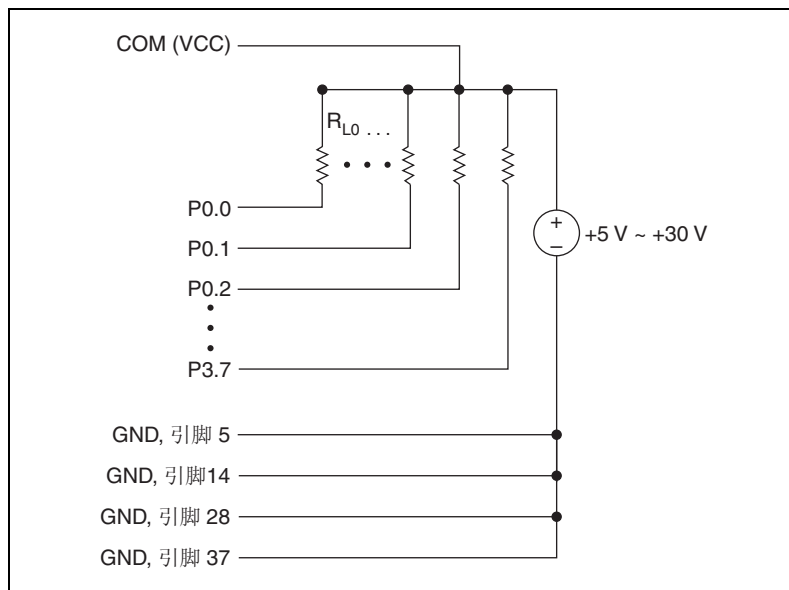 COM (VCC)
R_L0 . . .
P0.0
P0.1
+5 V ~ +30 V
P0.2
P3.7
GND, 引脚 5
GND, 引脚14
GND, 引脚 28
GND, 引脚 37